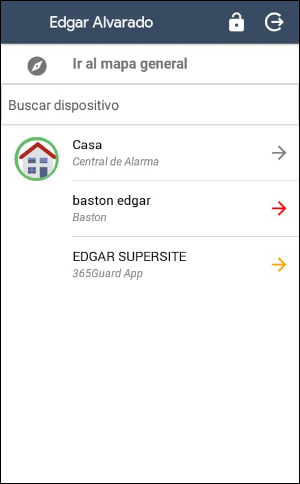 Edgar Alvarado
Ir al mapa general
Buscar dispositivo
Casa
Central de Alarma
baston edgar
Baston
EDGAR SUPERSITE
365Guard App